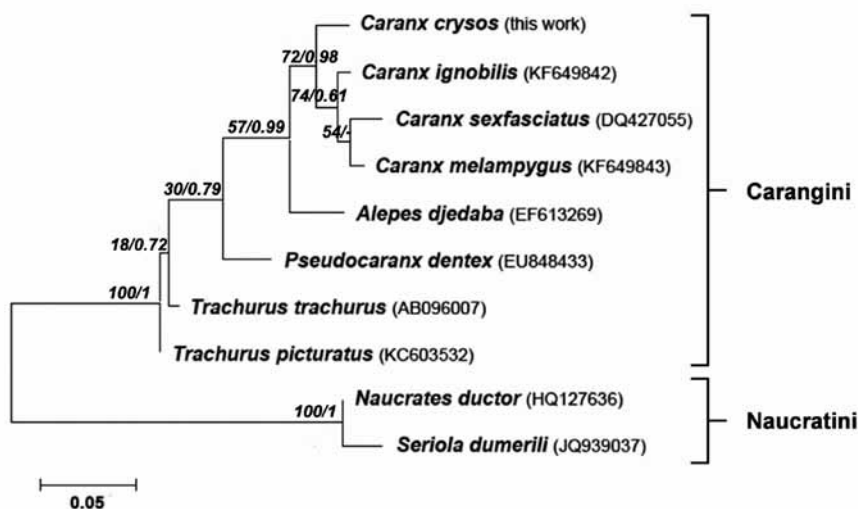 Caranx crysos (this work)
72/0.98
Caranx ignobilis (KF649842)
74/0.61
57/0.99
Caranx sexfasciatus (DQ427055)
54/-
Caranx melampygus (KF649843)
30/0.79
Carangini
Alepes djedaba (EF613269)
18/0.72
Pseudocaranx dentex (EU848433)
100/1
Trachurus trachurus (AB096007)
Trachurus picturatus (KC603532)
Naucrates ductor (HQ127636)
100/1
Naucratini
Seriola dumerili (JQ939037)
0.05